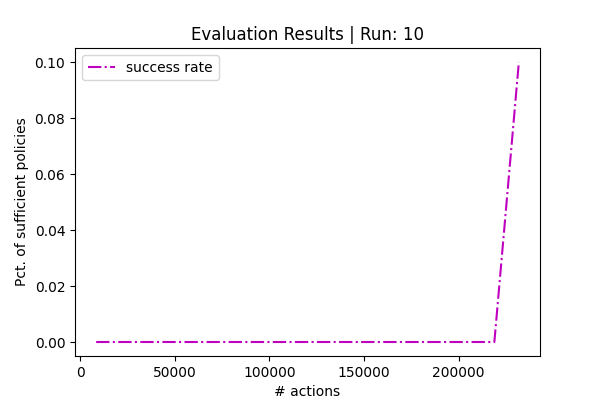 Evaluation Results | Run: 10
success rate
Pct. of sufficient policies
0.10
0.08
0.06
0.04
0.02
0.00
0 50000 100000 150000 200000
# actions